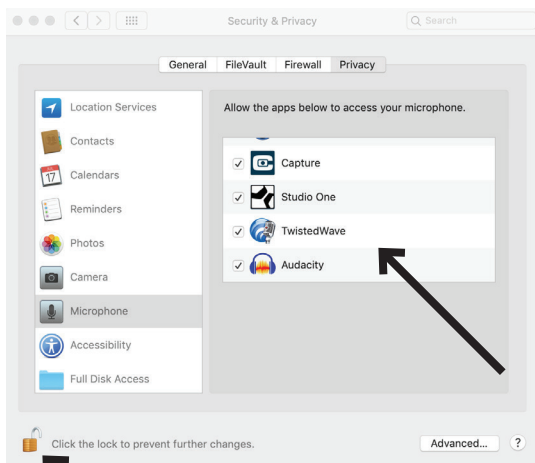 Security & Privacy
Search
General FileVault Firewall Privacy
Location Services
Contacts
17
Calendars
Reminders
Photos
Camera
Microphone
Accessibility
Full Disk Access
Allow the apps below to access your microphone.
Capture
Studio One
TwistedWave
Audacity
Click the lock to prevent further changes.
Advanced... ?